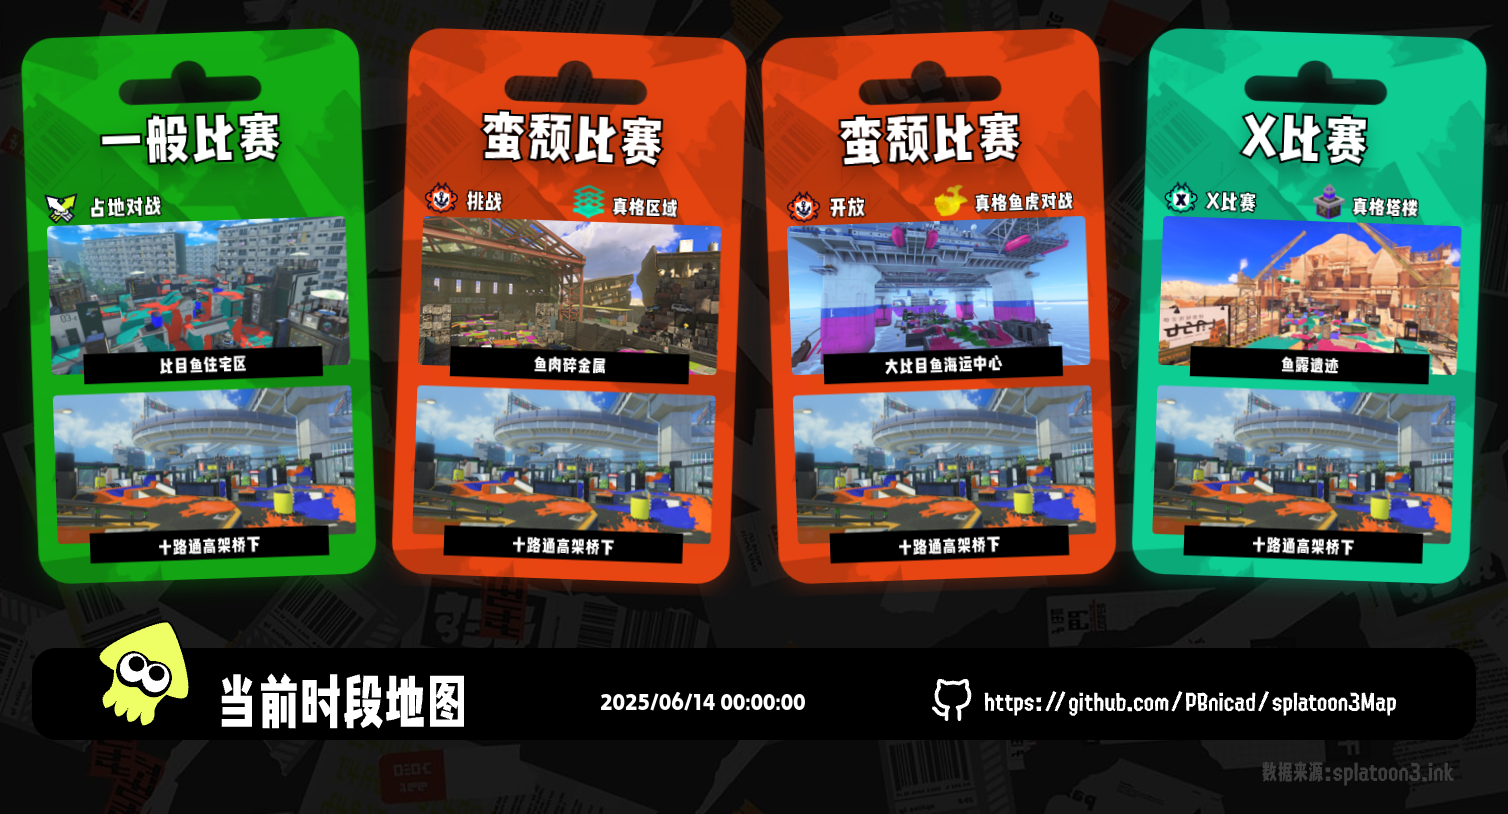 一般比赛
占地对战
比目鱼住宅区
十路通高架桥下
蛮颓比赛
挑战
真格区域
鱼肉碎金属
十路通高架桥下
蛮颓比赛
开放
真格鱼虎对战
大比目鱼海运中心
十路通高架桥下
X比赛
X比赛
真格塔楼
鱼露遗迹
十路通高架桥下
当前时段地图
2025/06/14 00:00:00
https://github.com/PBnicad/splatoon3Map
数据来源:splatoon3.ink